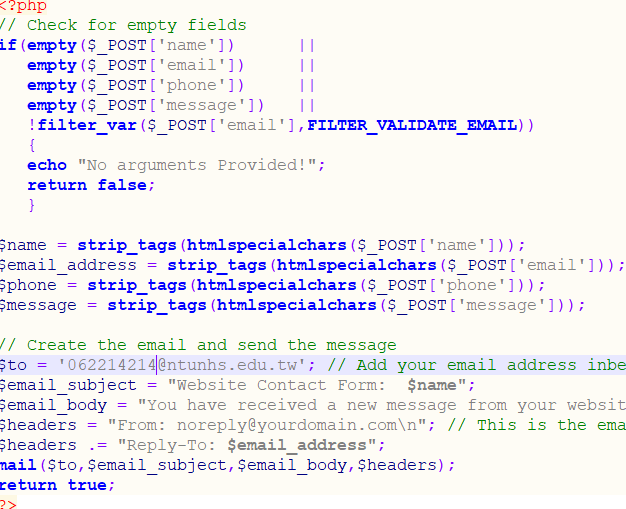 <?php
// Check for empty fields
if(empty($_POST['name']) ||
empty($_POST['email']) ||
empty($_POST['phone']) ||
empty($_POST['message']) ||
!filter_var($_POST['email'],FILTER_VALIDATE_EMAIL))
{
echo "No arguments Provided!";
return false;
}
$name = strip_tags(htmlspecialchars($_POST['name']));
$email_address = strip_tags(htmlspecialchars($_POST['email']));
$phone = strip_tags(htmlspecialchars($_POST['phone']));
$message = strip_tags(htmlspecialchars($_POST['message']));
// Create the email and send the message
$to = '062214214@ntunhs.edu.tw'; // Add your email address inbe
$email_subject = "Website Contact Form: $name";
$email_body = "You have received a new message from your websit
$headers = "From: noreply@yourdomain.com\n"; // This is the ema
$headers .= "Reply-To: $email_address";
mail($to,$email_subject,$email_body,$headers);
return true;
?>